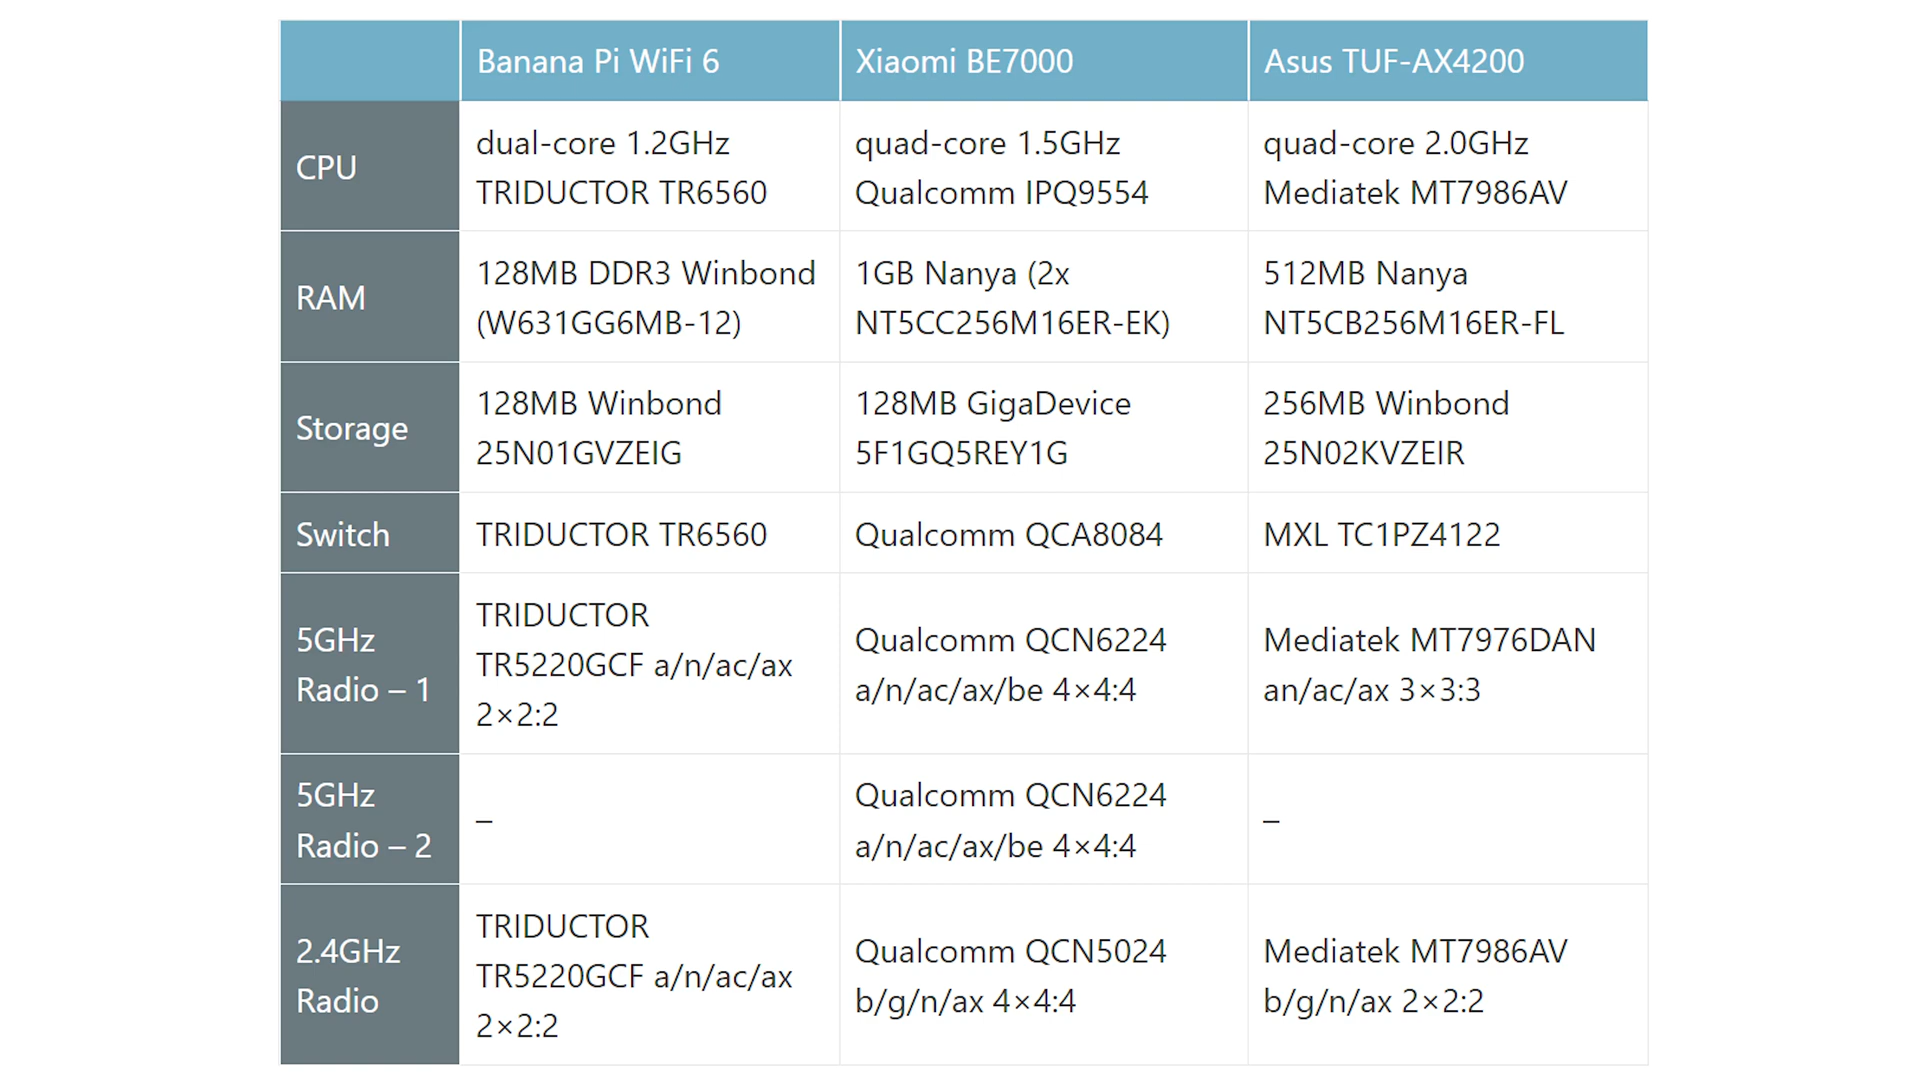 Banana Pi WiFi 6
Xiaomi BE7000
Asus TUF-AX4200
CPU
dual-core 1.2GHz
TRIDUCTOR TR6560
quad-core 1.5GHz
Qualcomm IPQ9554
quad-core 2.0GHz
Mediatek MT7986AV
RAM
128MB DDR3 Winbond
(W631GG6MB-12)
1GB Nanya (2x
NT5CC256M16ER-EK)
512MB Nanya
NT5CB256M16ER-FL
Storage
128MB Winbond
25N01GVZEIG
128MB GigaDevice
5F1GQ5REY1G
256MB Winbond
25N02KVZEIR
Switch
TRIDUCTOR TR6560
Qualcomm QCA8084
MXL TC1PZ4122
5GHz
Radio – 1
TRIDUCTOR
TR5220GCF a/n/ac/ax
2×2:2
Qualcomm QCN6224
a/n/ac/ax/be 4×4:4
Mediatek MT7976DAN
an/ac/ax 3×3:3
5GHz
Radio – 2
–
Qualcomm QCN6224
a/n/ac/ax/be 4×4:4
–
2.4GHz
Radio
TRIDUCTOR
TR5220GCF a/n/ac/ax
2×2:2
Qualcomm QCN5024
b/g/n/ax 4×4:4
Mediatek MT7986AV
b/g/n/ax 2×2:2